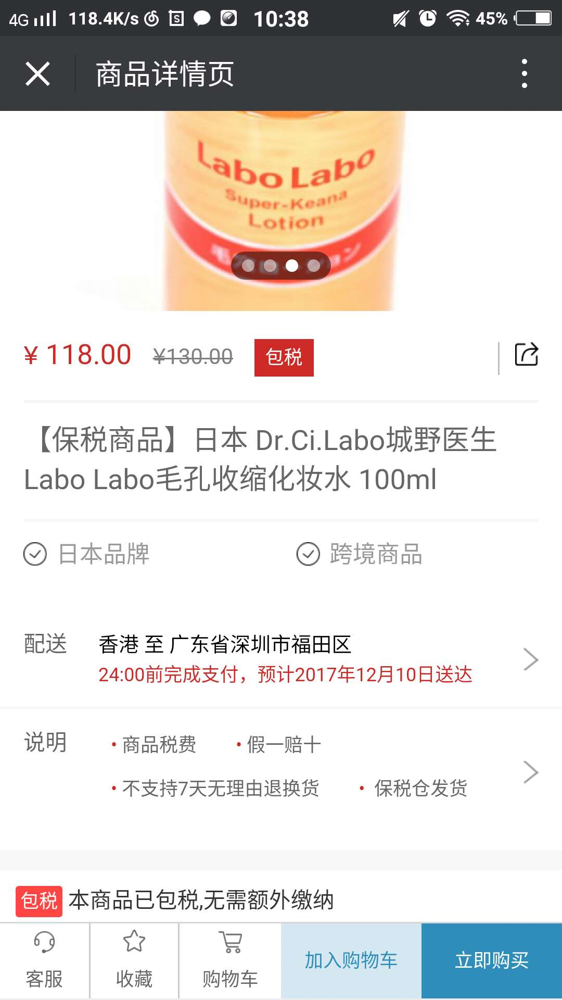 4G 118.4K/s 10:38 45%
商品详情页
Labo Labo
Super-Keana
Lotion
¥ 118.00 ¥130.00 包税
【保税商品】日本 Dr.Ci.Labo城野医生
Labo Labo毛孔收缩化妆水 100ml
日本品牌 跨境商品
配送 香港 至 广东省深圳市福田区
24:00前完成支付，预计2017年12月10日送达
说明 · 商品税费 · 假一赔十
· 不支持7天无理由退换货 · 保税仓发货
包税 本商品已包税,无需额外缴纳
客服 收藏 购物车 加入购物车 立即购买